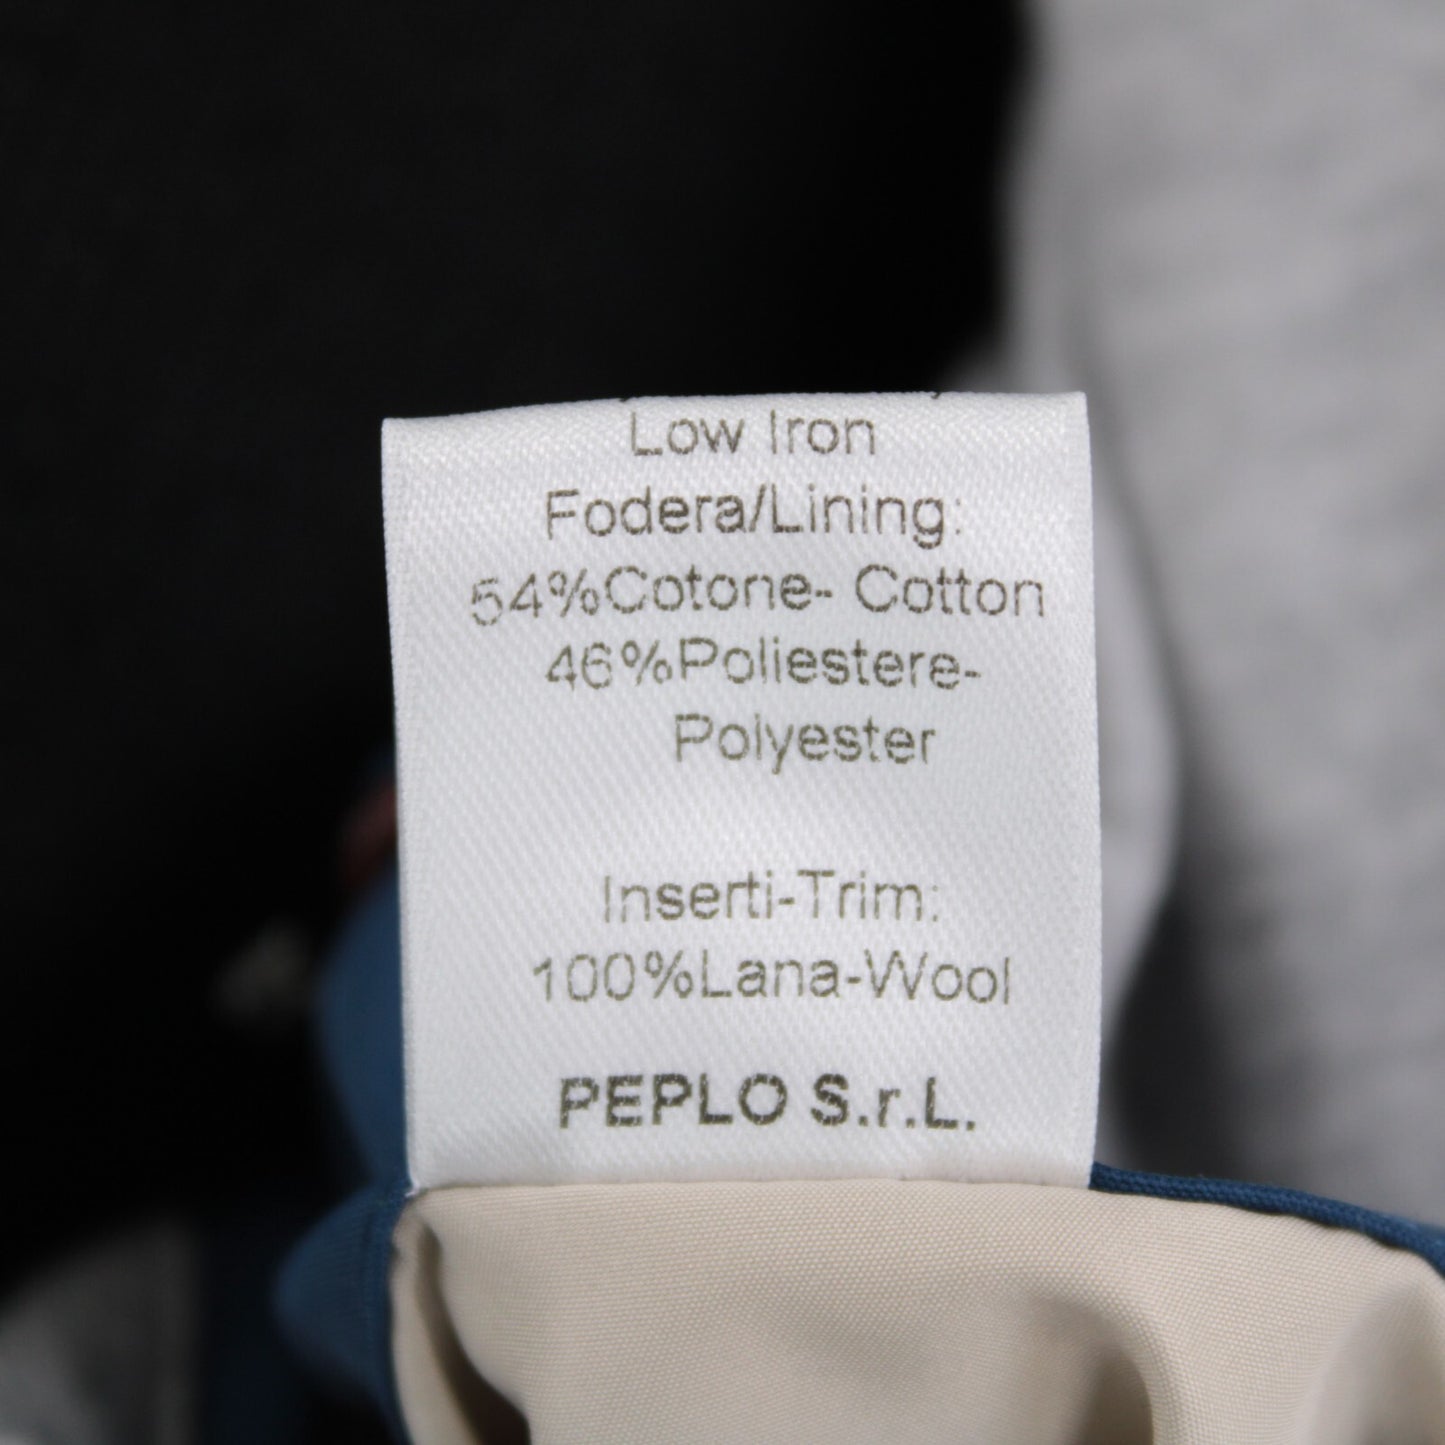 Low Iron
Fodera/Lining:
54%Cotone- Cotton
46%Poliestere-
Polyester
Inserti-Trim:
100%Lana-Wool
PEPLO S.r.L.